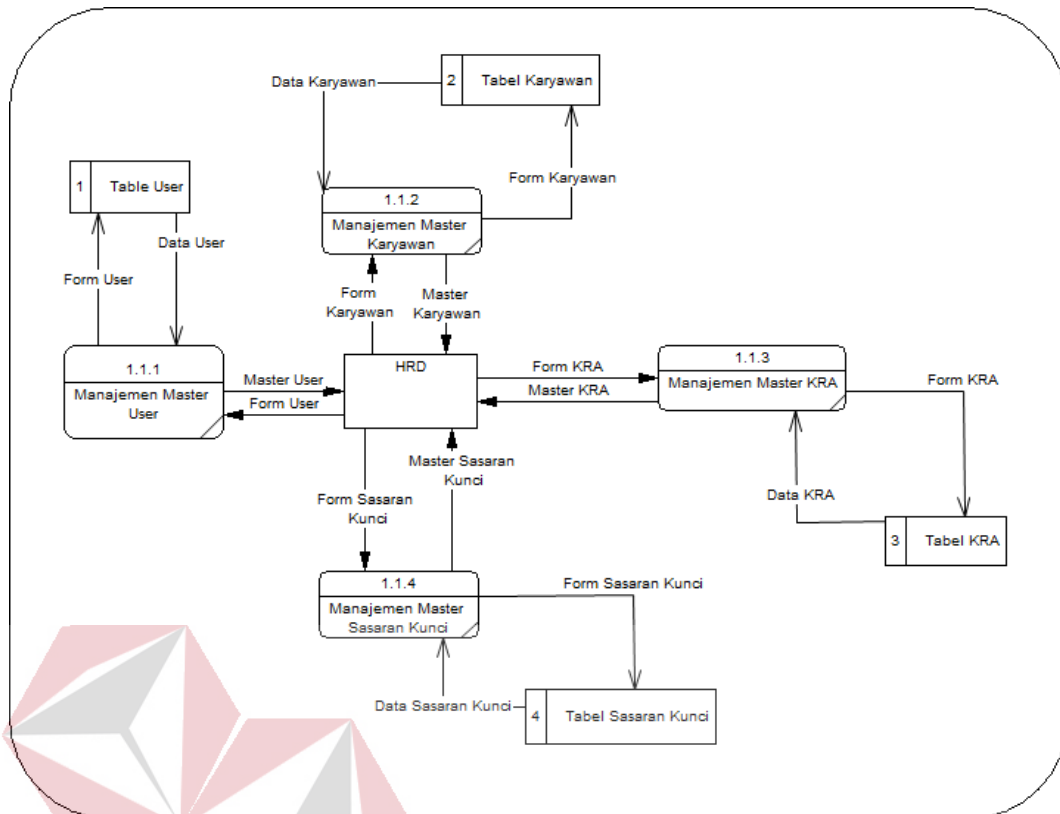 Data Karyawan
2
Tabel Karyawan
Form Karyawan
1
Table User
Data User
Form User
1.1.2
Manajemen Master
Karyawan
Form
Karyawan
Master
Karyawan
1.1.1
Manajemen Master
User
Master User
Form User
HRD
Form KRA
Master KRA
1.1.3
Manajemen Master KRA
Form KRA
Data KRA
3
Tabel KRA
Master Sasaran
Kunci
Form Sasaran
Kunci
1.1.4
Manajemen Master
Sasaran Kunci
Form Sasaran Kunci
Data Sasaran Kunci
4
Tabel Sasaran Kunci